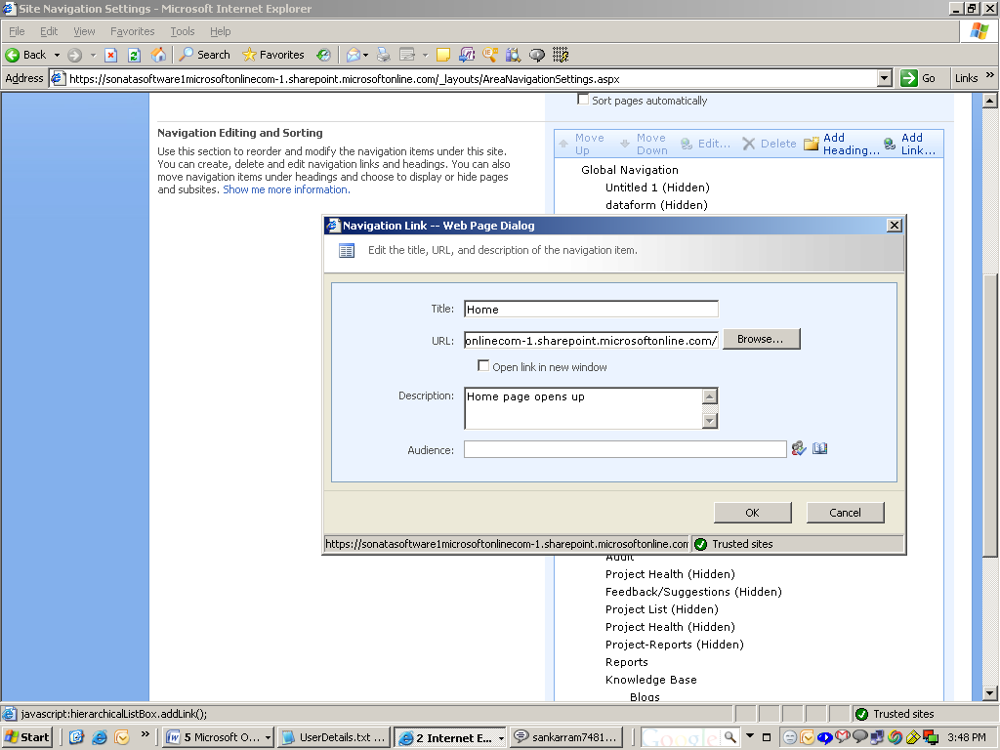 Site Navigation Settings - Microsoft Internet Explorer
File Edit View Favorites Tools Help
Back Search Favorites
Address https://sonatasoftware1microsoftonlinecom-1.sharepoint.microsoftonline.com/_layouts/AreaNavigationSettings.aspx Go Links »
Sort pages automatically
Navigation Editing and Sorting
Use this section to reorder and modify the navigation items under this site.
You can create, delete and edit navigation links and headings. You can also
move navigation items under headings and choose to display or hide pages
and subsites. Show me more information.
Move Up Move Down Edit... Delete Add Heading... Add Link...
Global Navigation
Untitled 1 (Hidden)
dataform (Hidden)
Navigation Link -- Web Page Dialog
Edit the title, URL, and description of the navigation item.
Title: Home
URL: onlinecom-1.sharepoint.microsoftonline.com/ Browse...
Open link in new window
Description: Home page opens up
Audience:
OK Cancel
https://sonatasoftware1microsoftonlinecom-1.sharepoint.microsoftonline.com Trusted sites
Audit
Project Health (Hidden)
Feedback/Suggestions (Hidden)
Project List (Hidden)
Project Health (Hidden)
Project-Reports (Hidden)
Reports
Knowledge Base
Blogs
javascript:hierarchicalListBox.addLink(); Trusted sites
Start » 5 Microsoft O... UserDetails.txt ... 2 Internet E... sankarram7481... Google 3:48 PM